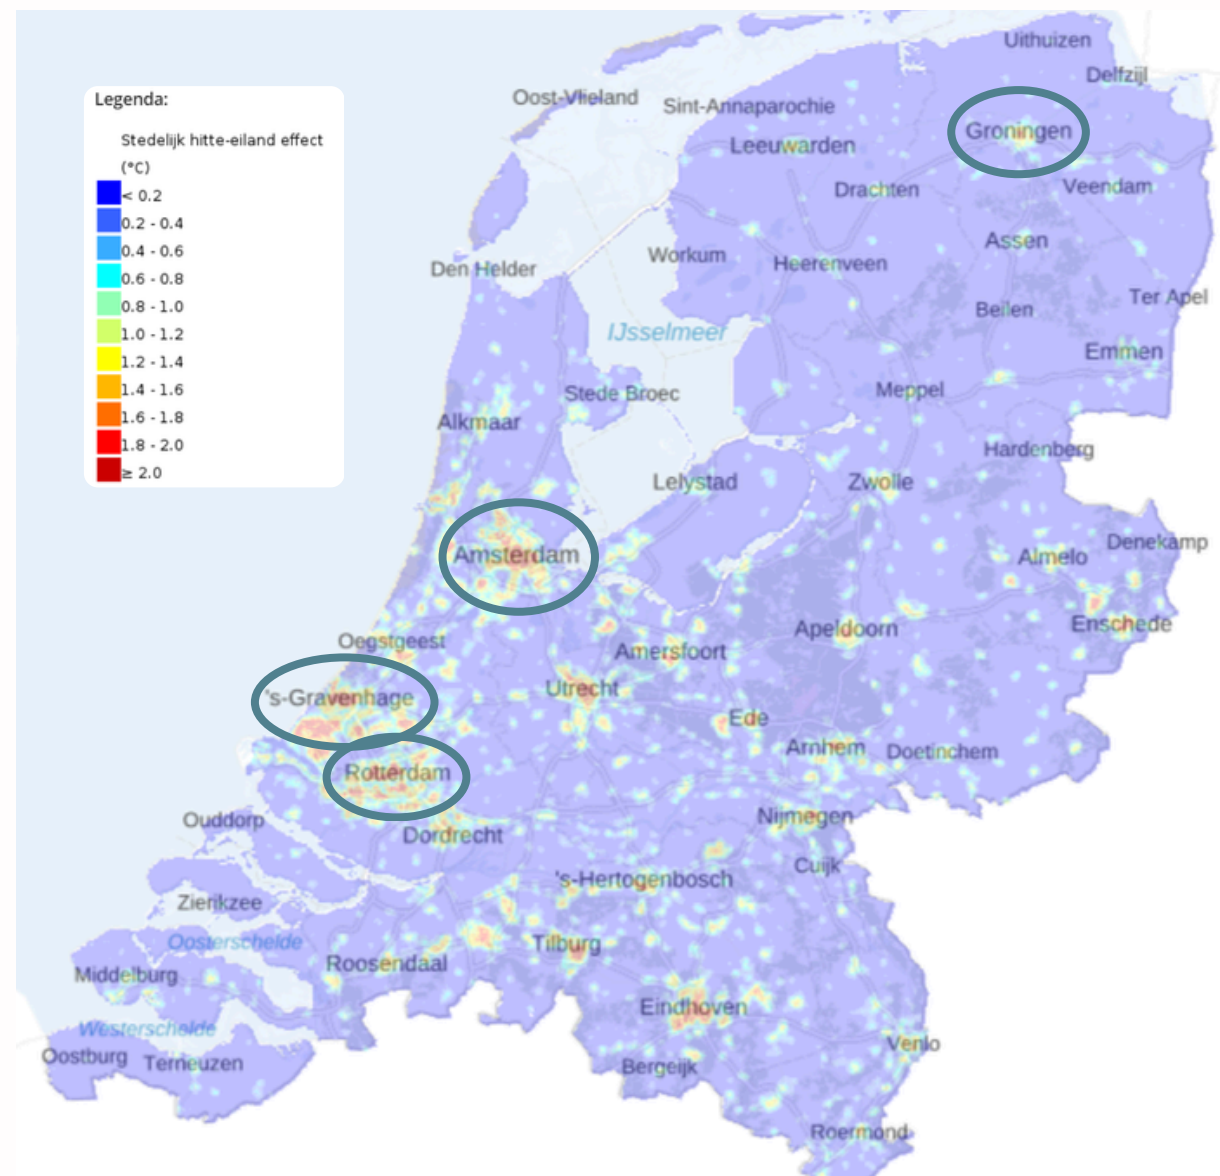 Legenda:
Stedelijk hitte-eiland effect
(°C)
< 0.2
0.2 - 0.4
0.4 - 0.6
0.6 - 0.8
0.8 - 1.0
1.0 - 1.2
1.2 - 1.4
1.4 - 1.6
1.6 - 1.8
1.8 - 2.0
≥ 2.0
Uithuizen
Delfzijl
Oost-Vlieland
Sint-Annaparochie
Groningen
Leeuwarden
Drachten
Veendam
Assen
Workum
Heerenveen
Den Helder
Ter Apel
Beilen
IJsselmeer
Emmen
Stede Broec
Meppel
Alkmaar
Hardenberg
Lelystad
Zwolle
Amsterdam
Almelo
Denekamp
Oegstgeest
Apeldoorn
Enschede
Amersfoort
's-Gravenhage
Utrecht
Ede
Arnhem
Doetinchem
Rotterdam
Ouddorp
Dordrecht
Nijmegen
Cuijk
's-Hertogenbosch
Zierikzee
Oosterschelde
Tilburg
Roosendaal
Middelburg
Eindhoven
Westerschelde
Venlo
Oostburg
Terneuzen
Bergeijk
Roermond